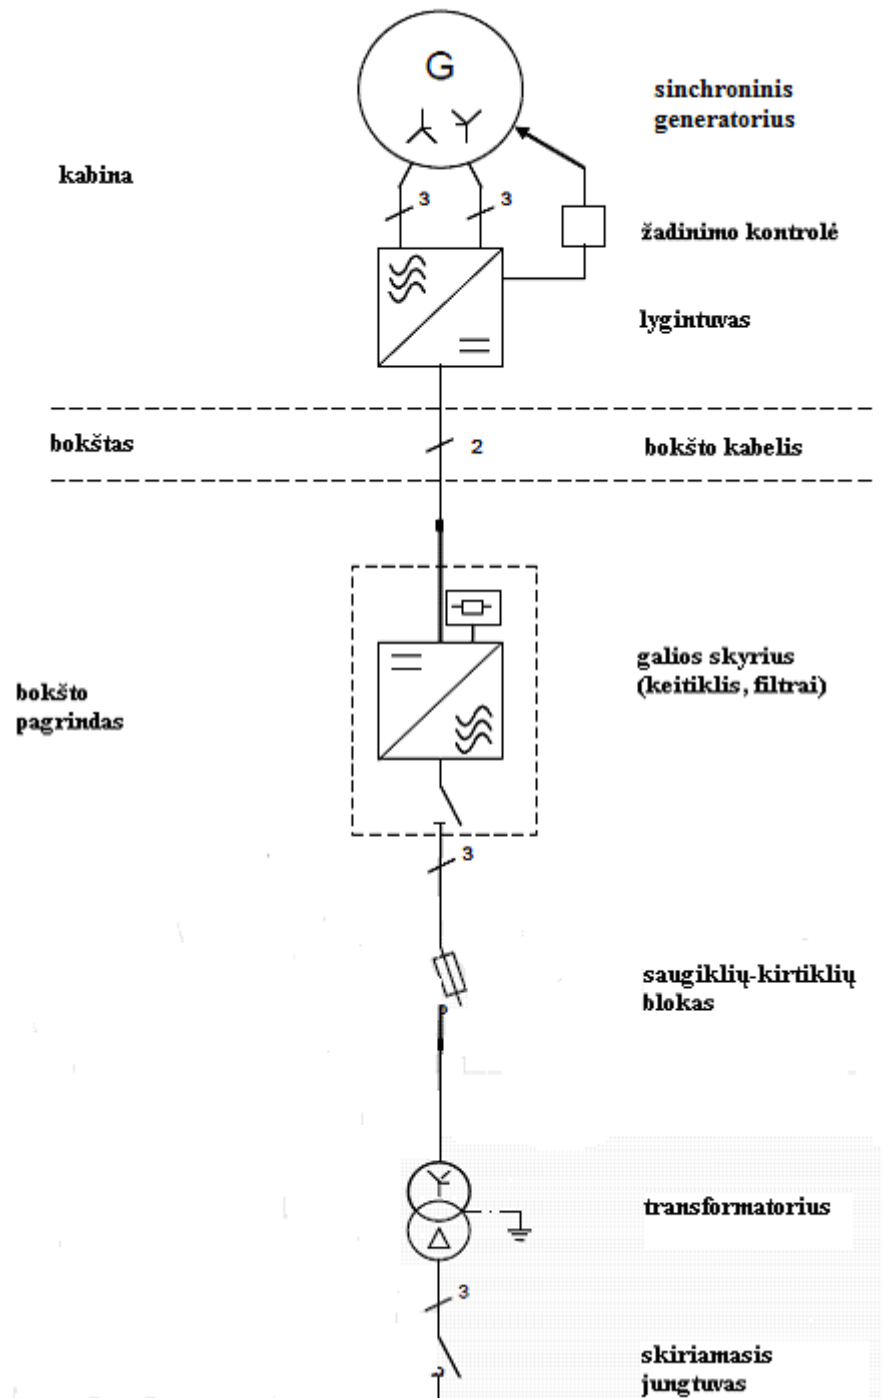 G
sinchroninis
generatorius
kabina
3
3
žadinimo kontrolė
lygintuvas
bokštas
2
bokšto kabelis
galios skyrius
(keitiklis, filtrai)
bokšto
pagrindas
3
saugiklių-kirtiklių
blokas
transformatorius
3
skiriamasis
jungtuvas